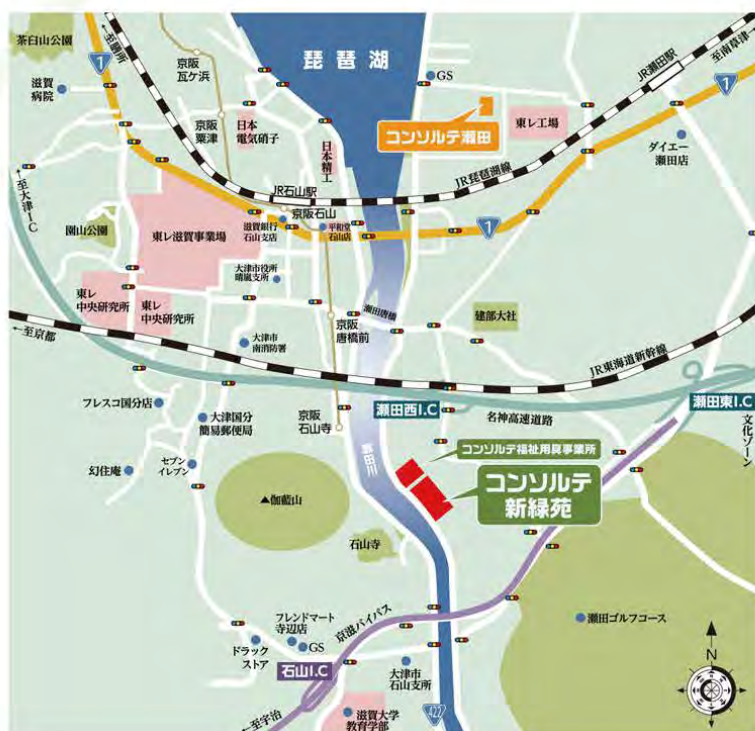 茶臼山公園
←至膳所
1
滋賀
病院
京阪
瓦ケ浜
琵琶湖
GS
コンソルテ瀬田
東レ工場
JR瀬田駅
至南草津→
1
ダイエー
瀬田店
京阪
粟津
日本
電気硝子
日本精工
JR琵琶湖線
JR石山駅
京阪石山
←至大津I.C
園山公園
東レ滋賀事業場
滋賀銀行
石山支店
平和堂
石山店
1
大津市役所
晴嵐支所
東レ
中央研究所
東レ
中央研究所
瀬田唐橋
建部大社
←至京都
大津市
南消防署
京阪
唐橋前
JR東海道新幹線
フレスコ国分店
大津国分
簡易郵便局
京阪
石山寺
瀬田西I.C
名神高速道路
瀬田東I.C
文化ゾーン
瀬田川
コンソルテ福祉用具事業所
コンソルテ
新緑苑
幻住庵
セブン
イレブン
▲伽藍山
石山寺
京滋バイパス
瀬田ゴルフコース
フレンドマート
寺辺店
GS
ドラック
ストア
石山I.C
大津市
石山支所
N
←至宇治
滋賀大学
教育学部
422